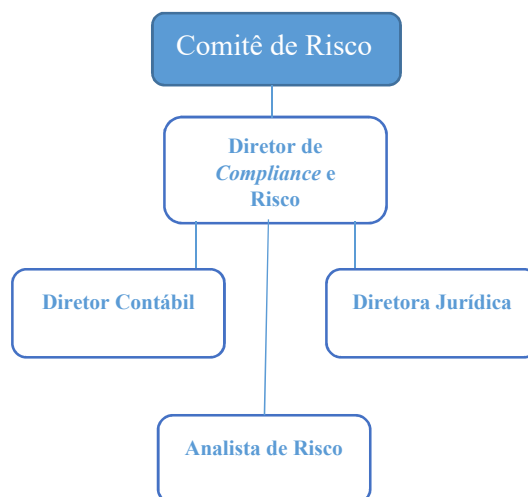 Comitê de Risco
Diretor de
Compliance e
Risco
Diretor Contábil
Diretora Jurídica
Analista de Risco